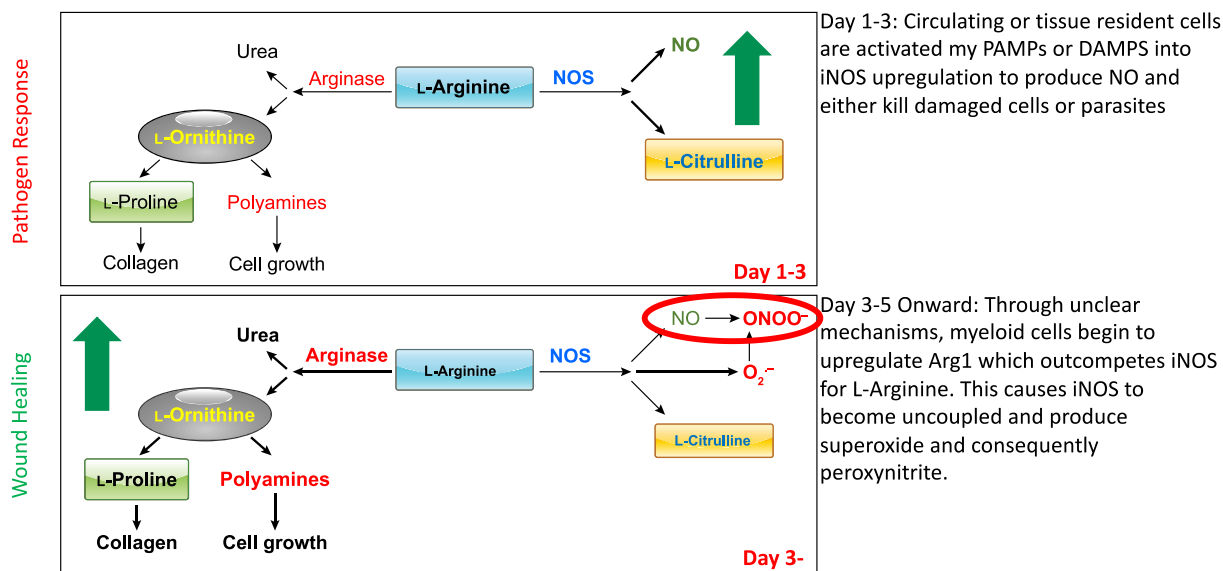 Pathogen Response
Urea
Arginase
L-Arginine
NOS
NO
L-Ornithine
L-Citrulline
L-Proline
Polyamines
Collagen
Cell growth
Day 1-3
Day 1-3: Circulating or tissue resident cells
are activated my PAMPs or DAMPS into
iNOS upregulation to produce NO and
either kill damaged cells or parasites
Wound Healing
Urea
Arginase
L-Arginine
NOS
NO
ONOO⁻
O₂·⁻
L-Ornithine
L-Citrulline
L-Proline
Polyamines
Collagen
Cell growth
Day 3-
Day 3-5 Onward: Through unclear
mechanisms, myeloid cells begin to
upregulate Arg1 which outcompetes iNOS
for L-Arginine. This causes iNOS to
become uncoupled and produce
superoxide and consequently
peroxynitrite.